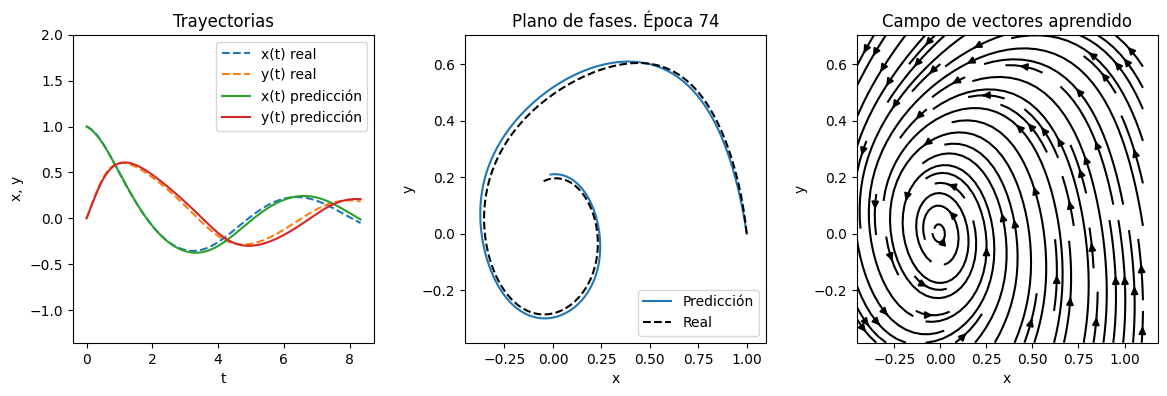 Trayectorias
2.0
1.5
1.0
0.5
0.0
−0.5
−1.0
x, y
0 2 4 6 8
t
x(t) real
y(t) real
x(t) predicción
y(t) predicción
Plano de fases. Época 74
0.6
0.4
0.2
0.0
−0.2
y
−0.25 0.00 0.25 0.50 0.75 1.00
x
Predicción
Real
Campo de vectores aprendido
0.6
0.4
0.2
0.0
−0.2
y
−0.25 0.00 0.25 0.50 0.75 1.00
x